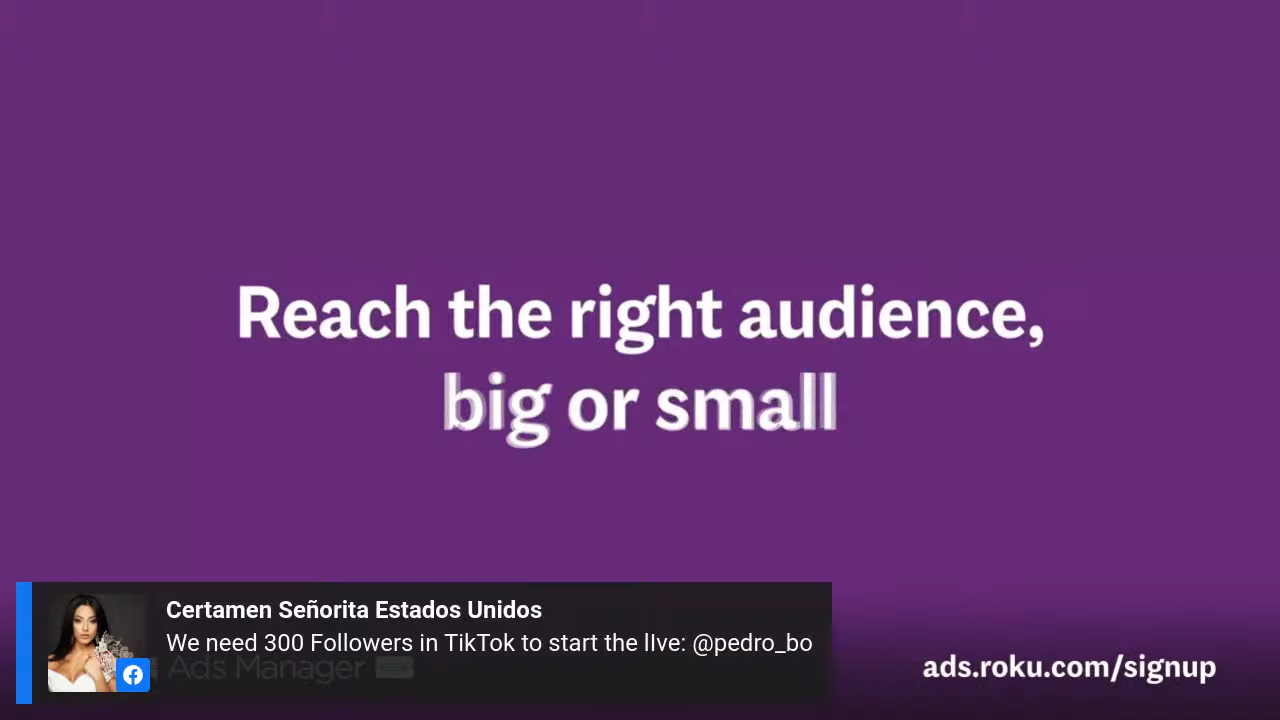 Reach the right audience,
big or small
Certamen Señorita Estados Unidos
We need 300 Followers in TikTok to start the lIve: @pedro_bo
Ads Manager
ads.roku.com/signup